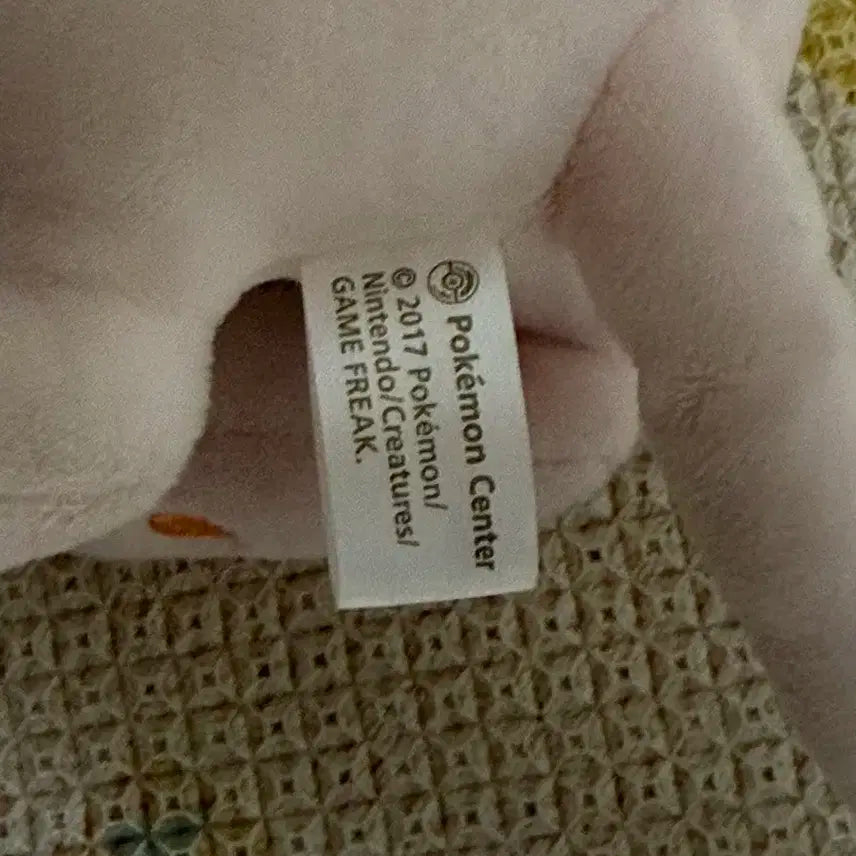 Pokémon Center
© 2017 Pokémon/
Nintendo/Creatures/
GAME FREAK.